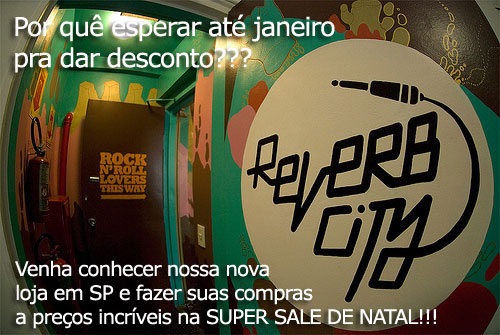 Por quê esperar até janeiro
pra dar desconto???
ROCK
N'ROLL
LOVERS
THIS WAY
REVERB
CITY
Venha conhecer nossa nova
loja em SP e fazer suas compras
a preços incríveis na SUPER SALE DE NATAL!!!